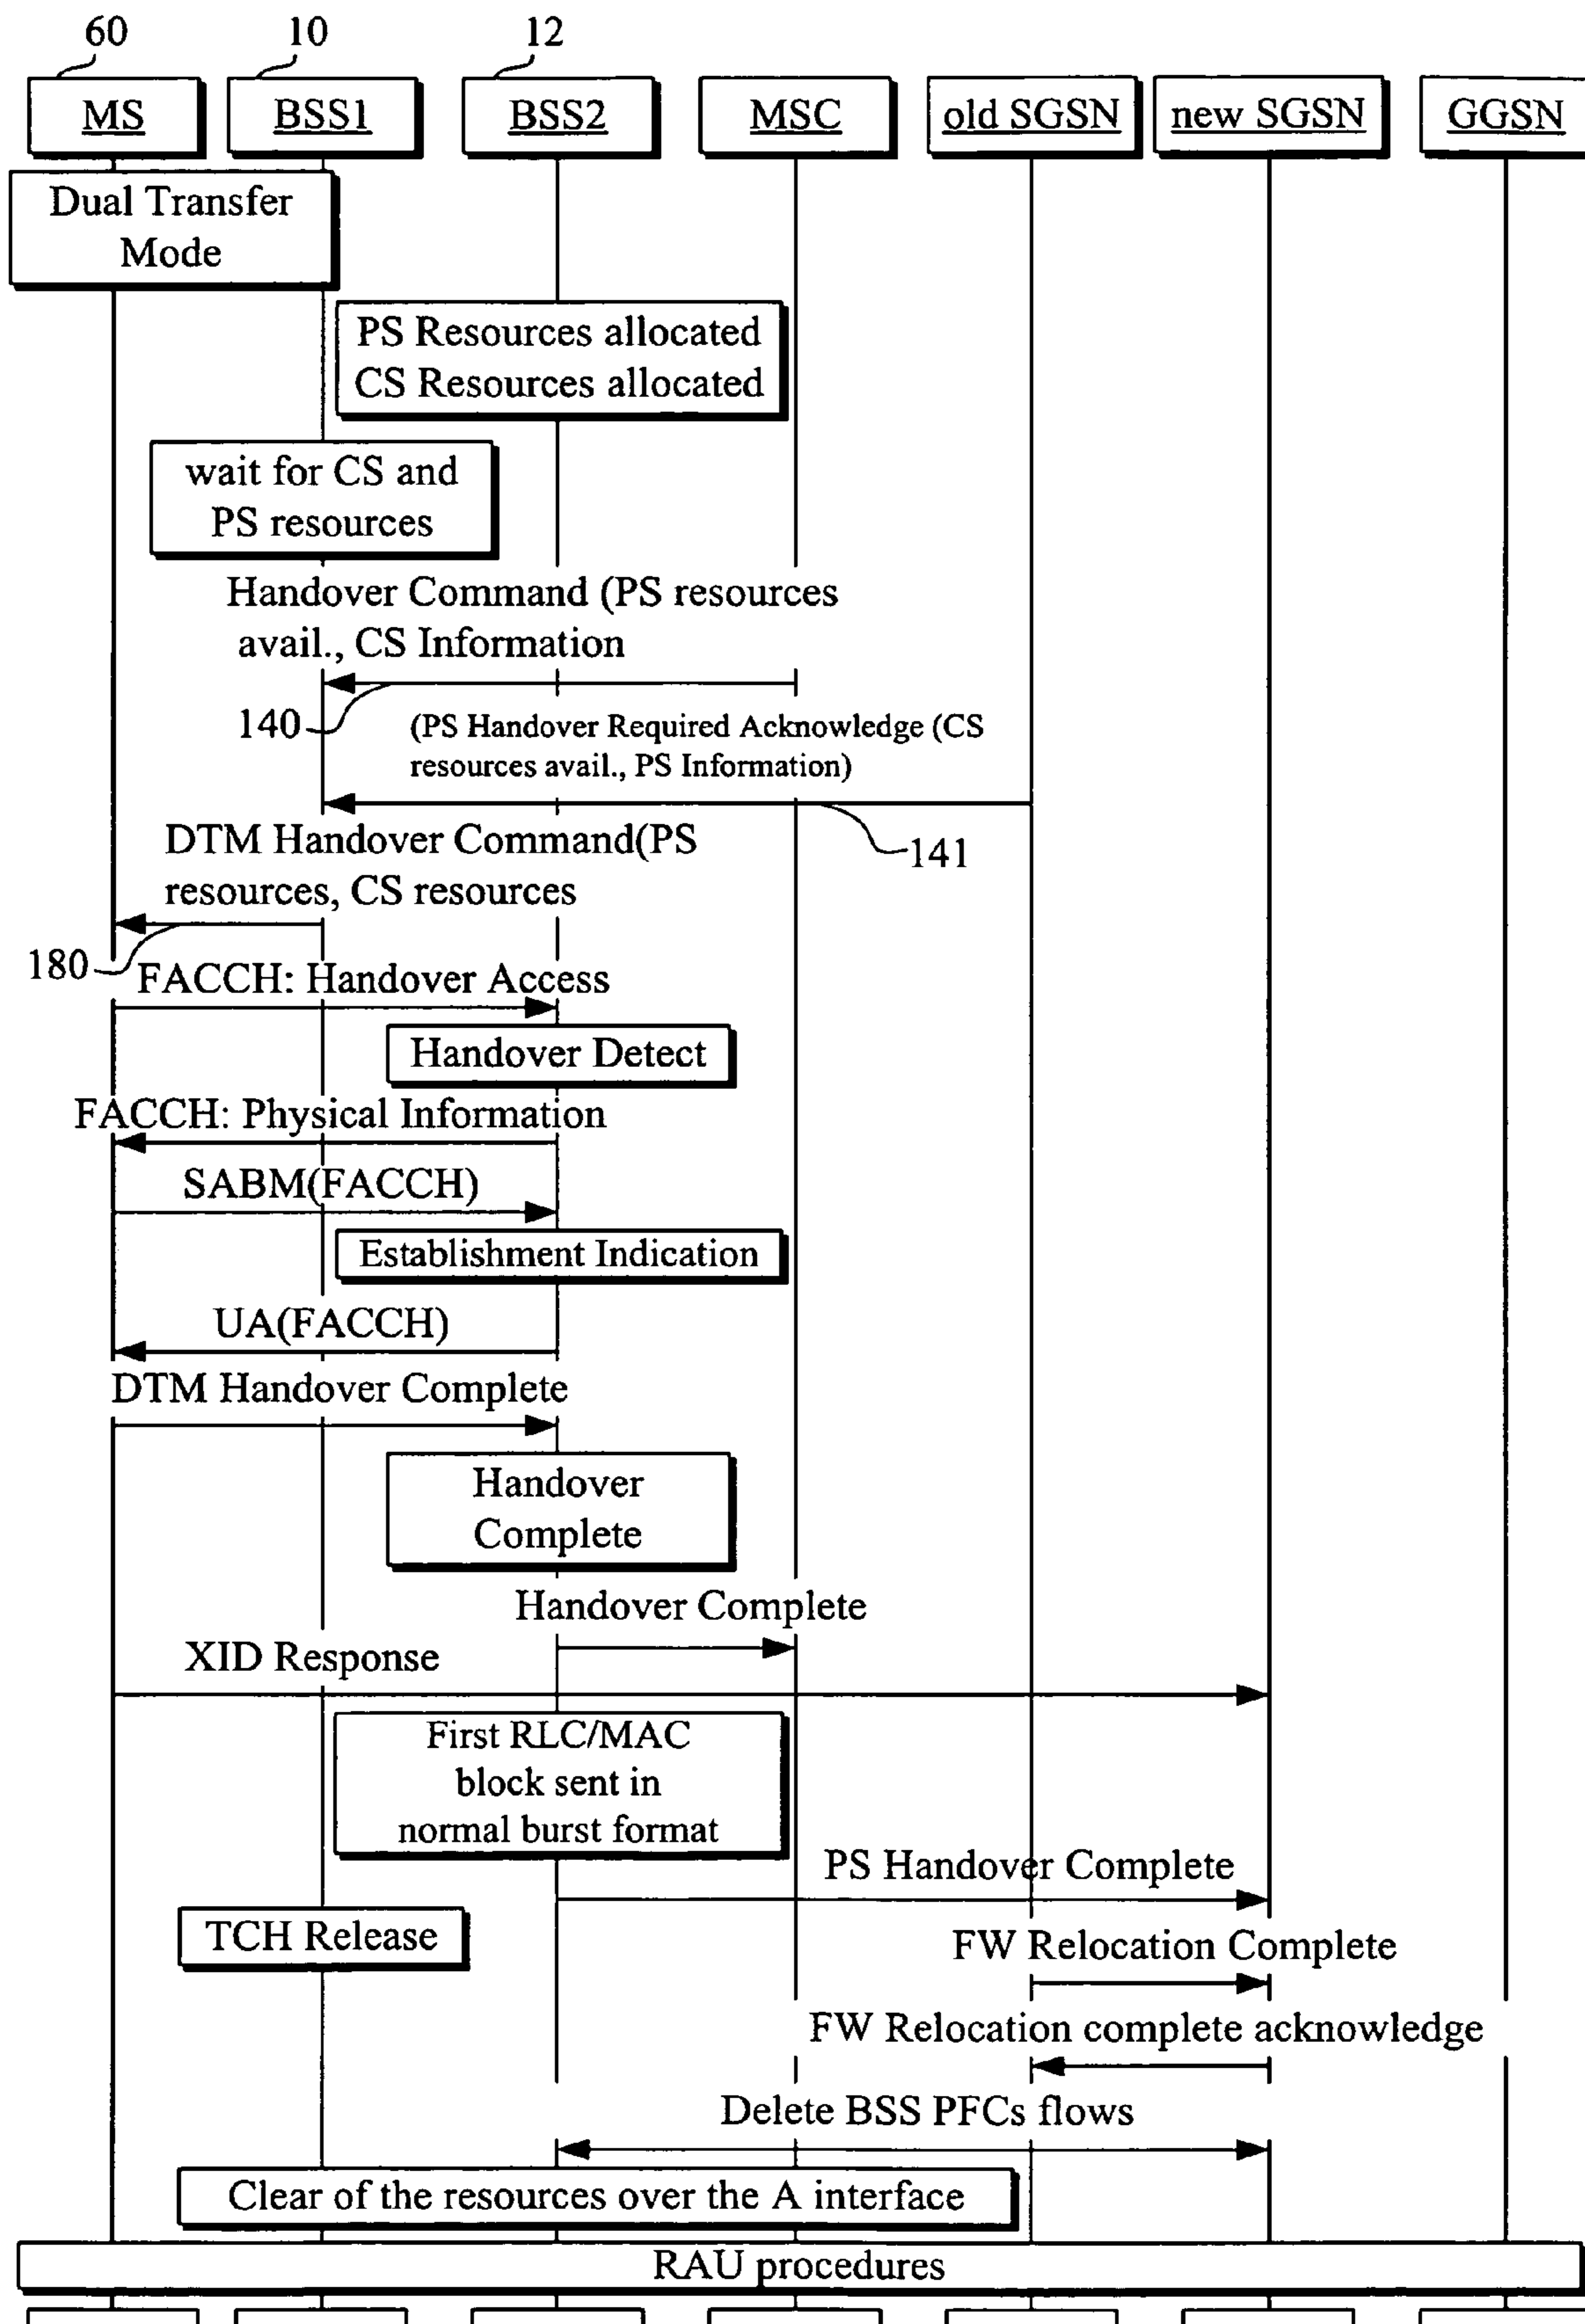 60 10 12
MS BSS1 BSS2 MSC old SGSN new SGSN GGSN
Dual Transfer
Mode
PS Resources allocated
CS Resources allocated
wait for CS and
PS resources
Handover Command (PS resources
avail., CS Information
140
(PS Handover Required Acknowledge (CS
resources avail., PS Information)
141
DTM Handover Command(PS
resources, CS resources
180
FACCH: Handover Access
Handover Detect
FACCH: Physical Information
SABM(FACCH)
Establishment Indication
UA(FACCH)
DTM Handover Complete
Handover
Complete
Handover Complete
XID Response
First RLC/MAC
block sent in
normal burst format
PS Handover Complete
TCH Release
FW Relocation Complete
FW Relocation complete acknowledge
Delete BSS PFCs flows
Clear of the resources over the A interface
RAU procedures